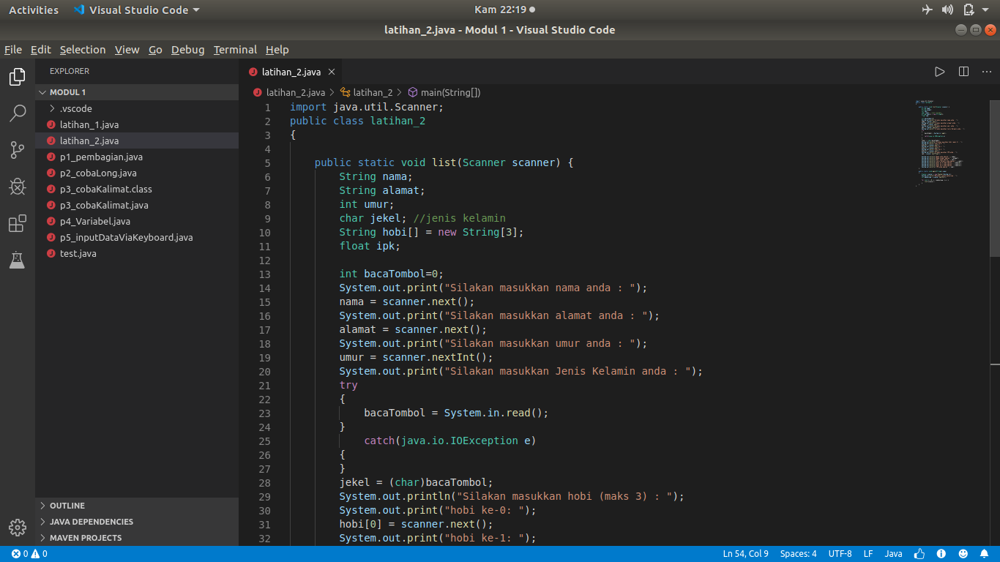 Activities
Visual Studio Code
Kam 22:19
latihan_2.java - Modul 1 - Visual Studio Code
File Edit Selection View Go Debug Terminal Help
EXPLORER
MODUL 1
.vscode
latihan_1.java
latihan_2.java
p1_pembagian.java
p2_cobaLong.java
p3_cobaKalimat.class
p3_cobaKalimat.java
p4_Variabel.java
p5_inputDataViaKeyboard.java
test.java
OUTLINE
JAVA DEPENDENCIES
MAVEN PROJECTS
latihan_2.java
latihan_2.java > latihan_2 > main(String[])
1 import java.util.Scanner;
2 public class latihan_2
3 {
4
5     public static void list(Scanner scanner) {
6         String nama;
7         String alamat;
8         int umur;
9         char jekel; //jenis kelamin
10         String hobi[] = new String[3];
11         float ipk;
12
13         int bacaTombol=0;
14         System.out.print("Silakan masukkan nama anda : ");
15         nama = scanner.next();
16         System.out.print("Silakan masukkan alamat anda : ");
17         alamat = scanner.next();
18         System.out.print("Silakan masukkan umur anda : ");
19         umur = scanner.nextInt();
20         System.out.print("Silakan masukkan Jenis Kelamin anda : ");
21         try
22         {
23             bacaTombol = System.in.read();
24         }
25             catch(java.io.IOException e)
26         {
27         }
28         jekel = (char)bacaTombol;
29         System.out.println("Silakan masukkan hobi (maks 3) : ");
30         System.out.print("hobi ke-0: ");
31         hobi[0] = scanner.next();
32         System.out.print("hobi ke-1: ");
0 0
Ln 54, Col 9
Spaces: 4
UTF-8
LF
Java